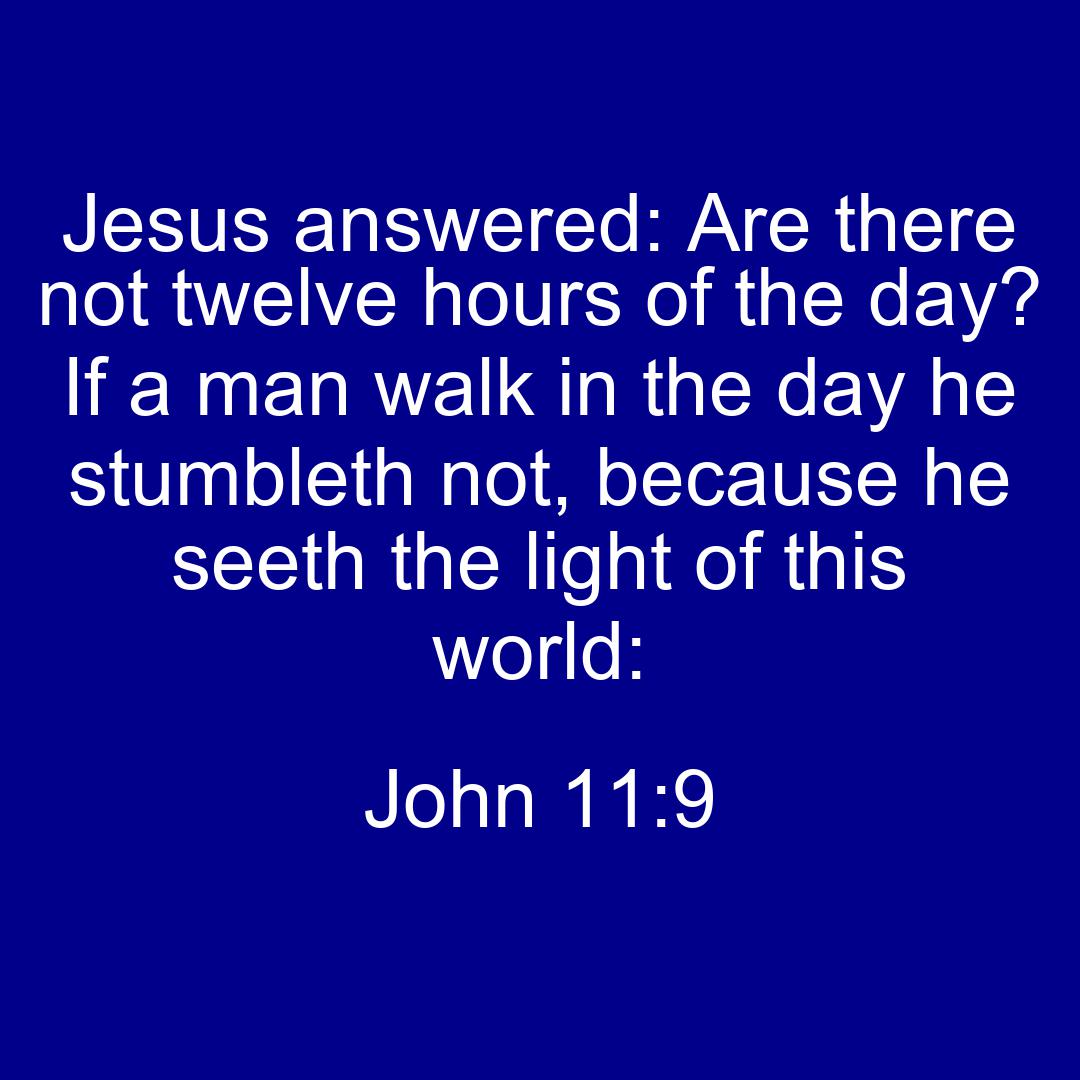 Jesus answered: Are there
not twelve hours of the day?
If a man walk in the day he
stumbleth not, because he
seeth the light of this
world:
John 11:9